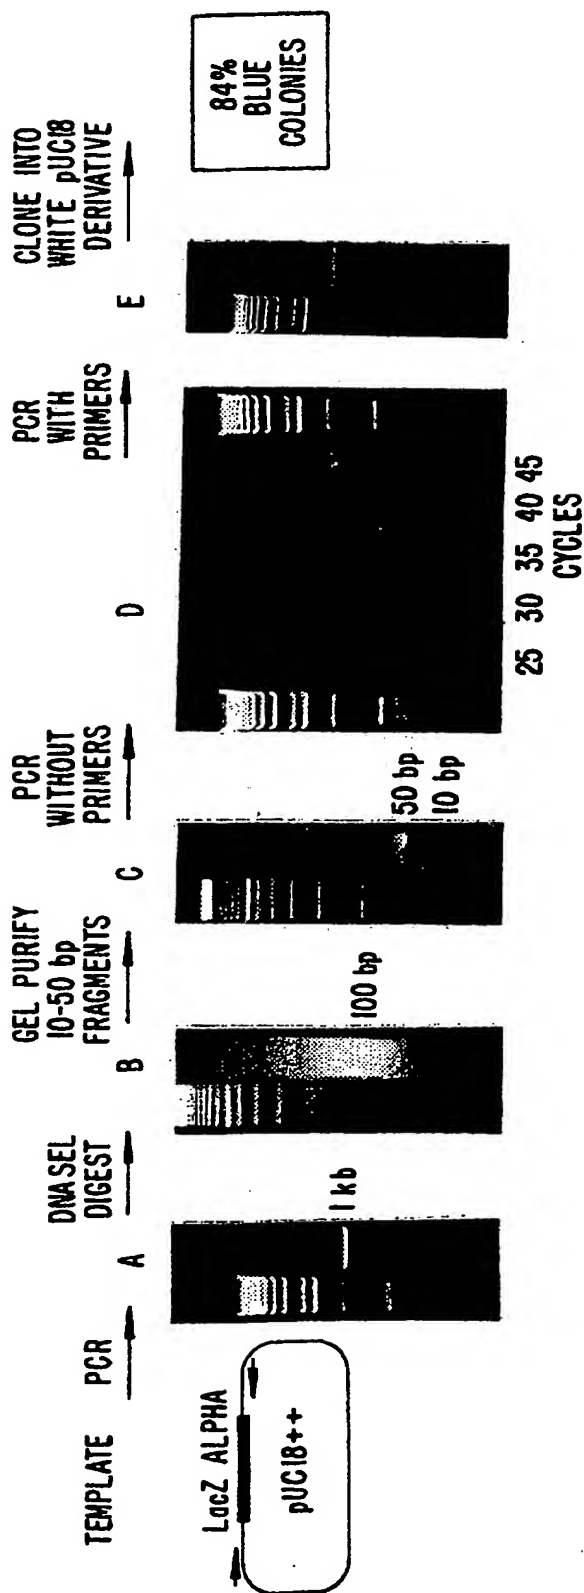 TEMPLATE
PCR
DNASEL
DIGEST
GEL PURIFY
10-50 bp
FRAGMENTS
PCR
WITHOUT
PRIMERS
PCR
WITH
PRIMERS
CLONE INTO
WHITE pUC18
DERIVATIVE
LacZ ALPHA
pUC18++
A
1 kb
B
100 bp
C
50 bp
10 bp
D
25 30 35 40 45
CYCLES
E
84%
BLUE
COLONIES